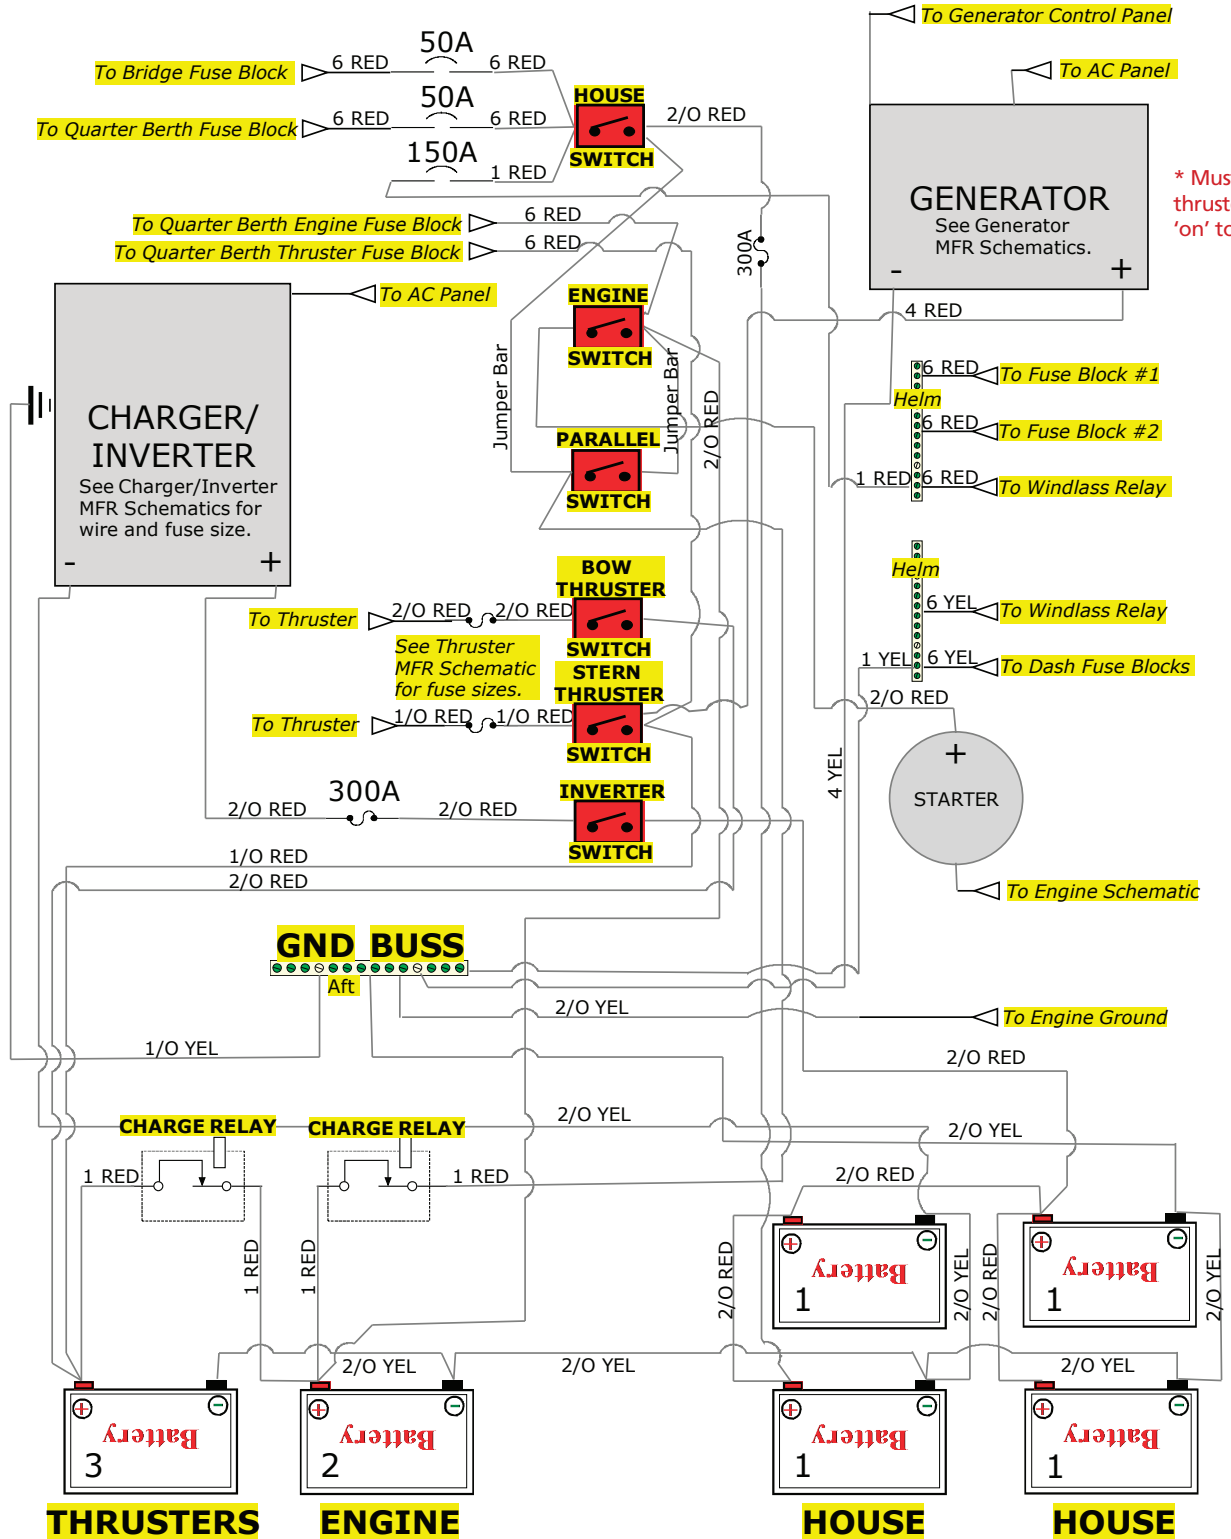 To Generator Control Panel
50A
To Bridge Fuse Block
6 RED
6 RED
To AC Panel
HOUSE
SWITCH
50A
To Quarter Berth Fuse Block
6 RED
6 RED
2/O RED
150A
1 RED
GENERATOR
See Generator
MFR Schematics.
-
+
* Mus
thrust
'on' to
To Quarter Berth Engine Fuse Block
6 RED
To Quarter Berth Thruster Fuse Block
6 RED
300A
To AC Panel
ENGINE
SWITCH
4 RED
Jumper Bar
Jumper Bar
2/O RED
CHARGER/
INVERTER
See Charger/Inverter
MFR Schematics for
wire and fuse size.
-
+
PARALLEL
SWITCH
6 RED
To Fuse Block #1
Helm
6 RED
To Fuse Block #2
1 RED
6 RED
To Windlass Relay
BOW
THRUSTER
SWITCH
To Thruster
2/O RED
2/O RED
See Thruster
MFR Schematic
for fuse sizes.
Helm
6 YEL
To Windlass Relay
1 YEL
6 YEL
To Dash Fuse Blocks
STERN
THRUSTER
SWITCH
To Thruster
1/O RED
1/O RED
2/O RED
+
STARTER
4 YEL
INVERTER
SWITCH
300A
2/O RED
2/O RED
1/O RED
2/O RED
To Engine Schematic
GND BUSS
Aft
2/O YEL
To Engine Ground
1/O YEL
2/O RED
CHARGE RELAY
CHARGE RELAY
2/O YEL
2/O YEL
1 RED
1 RED
2/O RED
1 RED
1 RED
2/O RED
2/O YEL
2/O RED
2/O YEL
+
-
Battery
1
+
-
Battery
1
2/O YEL
2/O YEL
2/O YEL
+
-
Battery
3
+
-
Battery
2
+
-
Battery
1
+
-
Battery
1
THRUSTERS
ENGINE
HOUSE
HOUSE